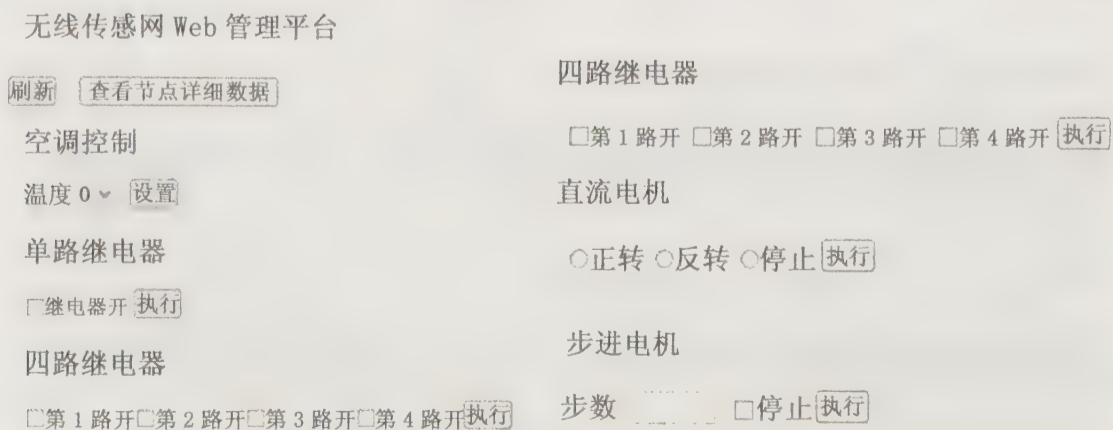 无线传感网 Web 管理平台
刷新 查看节点详细数据
空调控制
温度 0 设置
单路继电器
继电器开 执行
四路继电器
第 1 路开 第 2 路开 第 3 路开 第 4 路开 执行
四路继电器
第 1 路开 第 2 路开 第 3 路开 第 4 路开 执行
直流电机
正转 反转 停止 执行
步进电机
步数 停止 执行